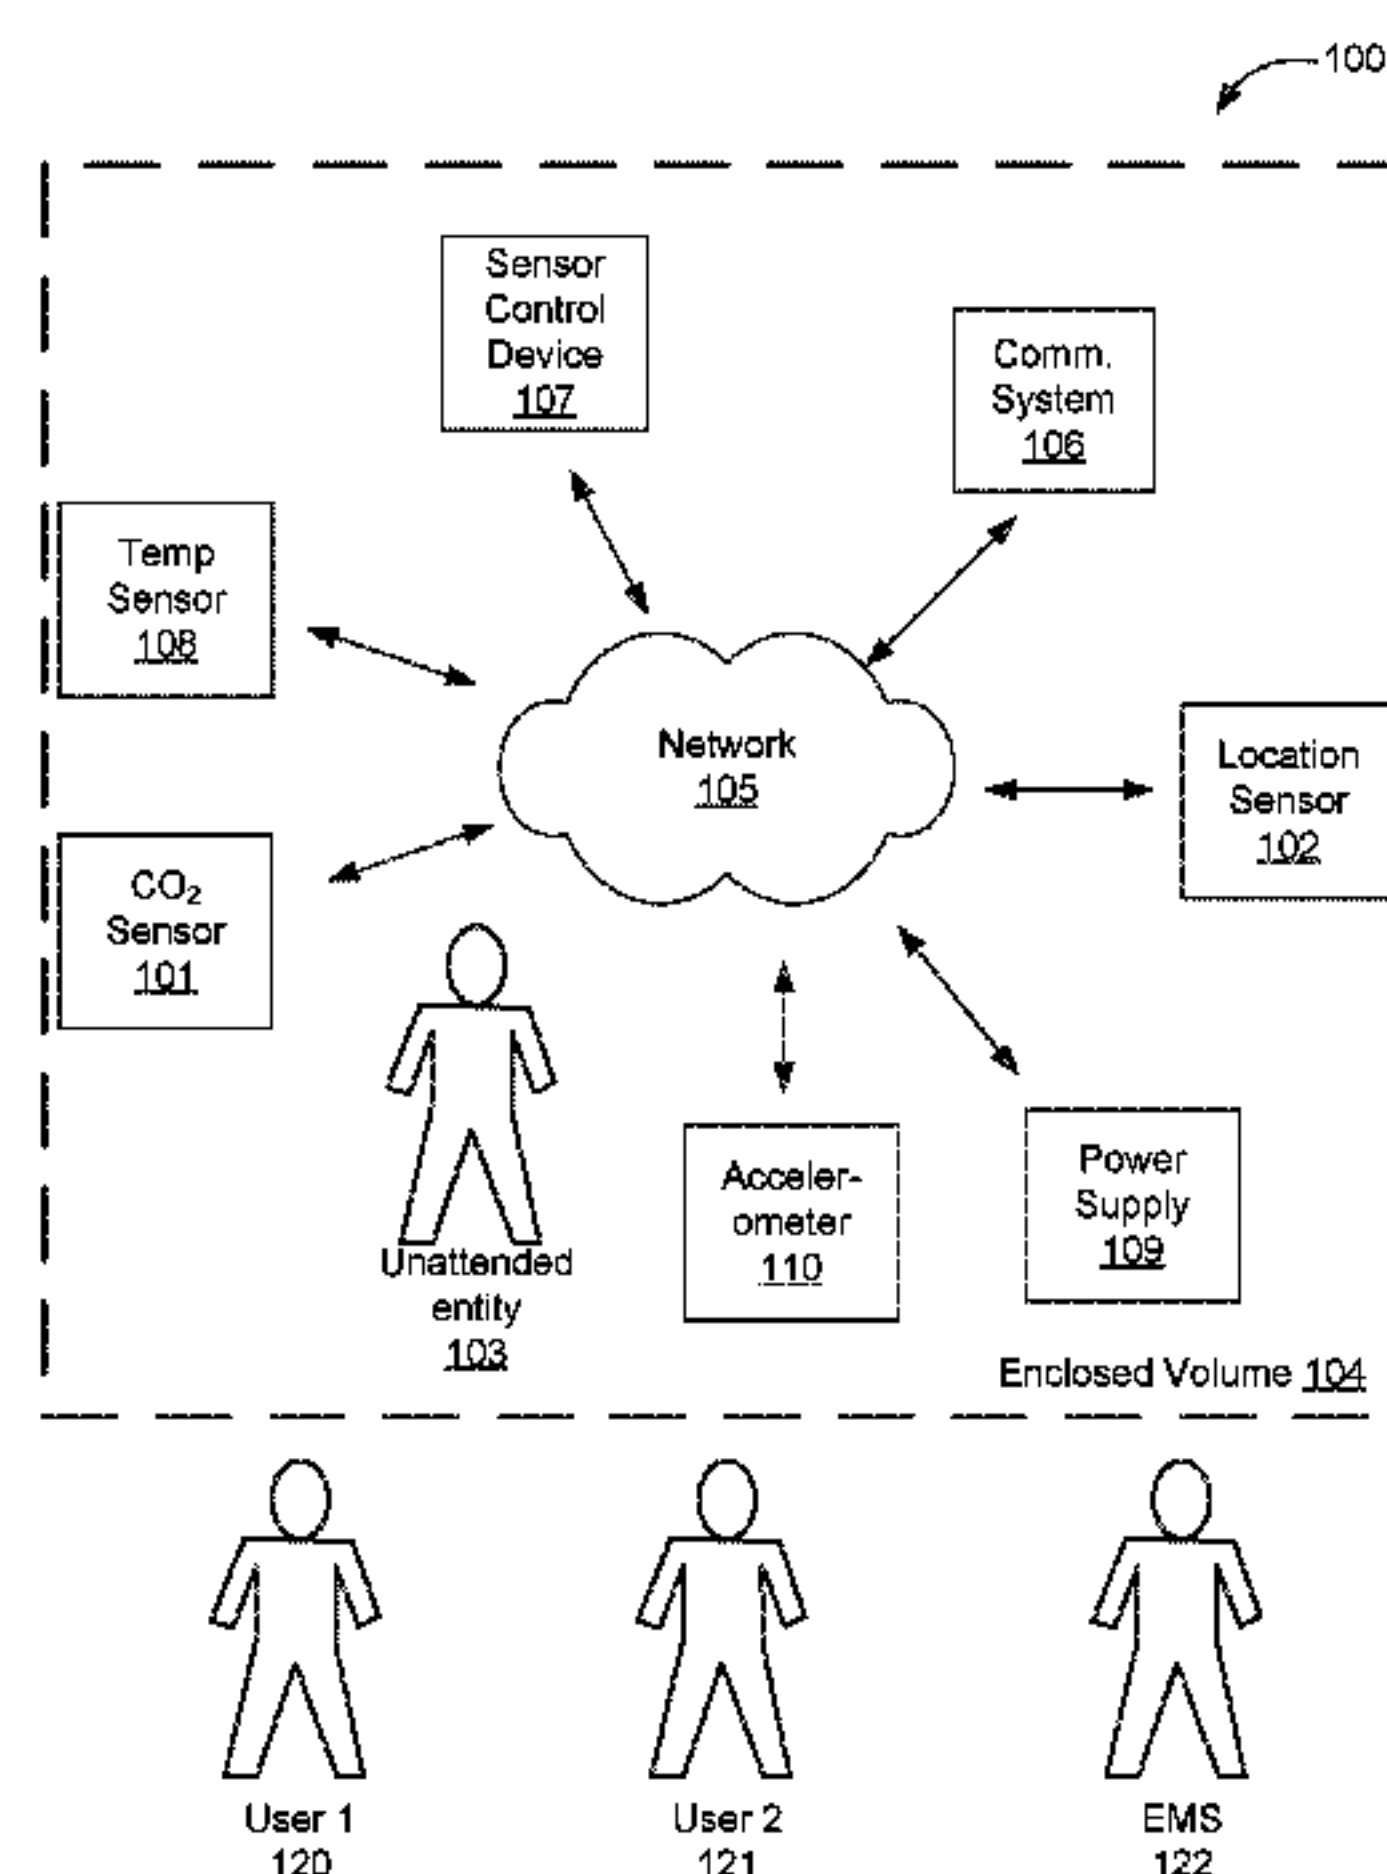 100
Sensor
Control
Device
107
Comm.
System
106
Temp
Sensor
108
Network
105
Location
Sensor
102
CO₂
Sensor
101
Acceler-
ometer
110
Power
Supply
109
Unattended
entity
103
Enclosed Volume 104
User 1
120
User 2
121
EMS
122